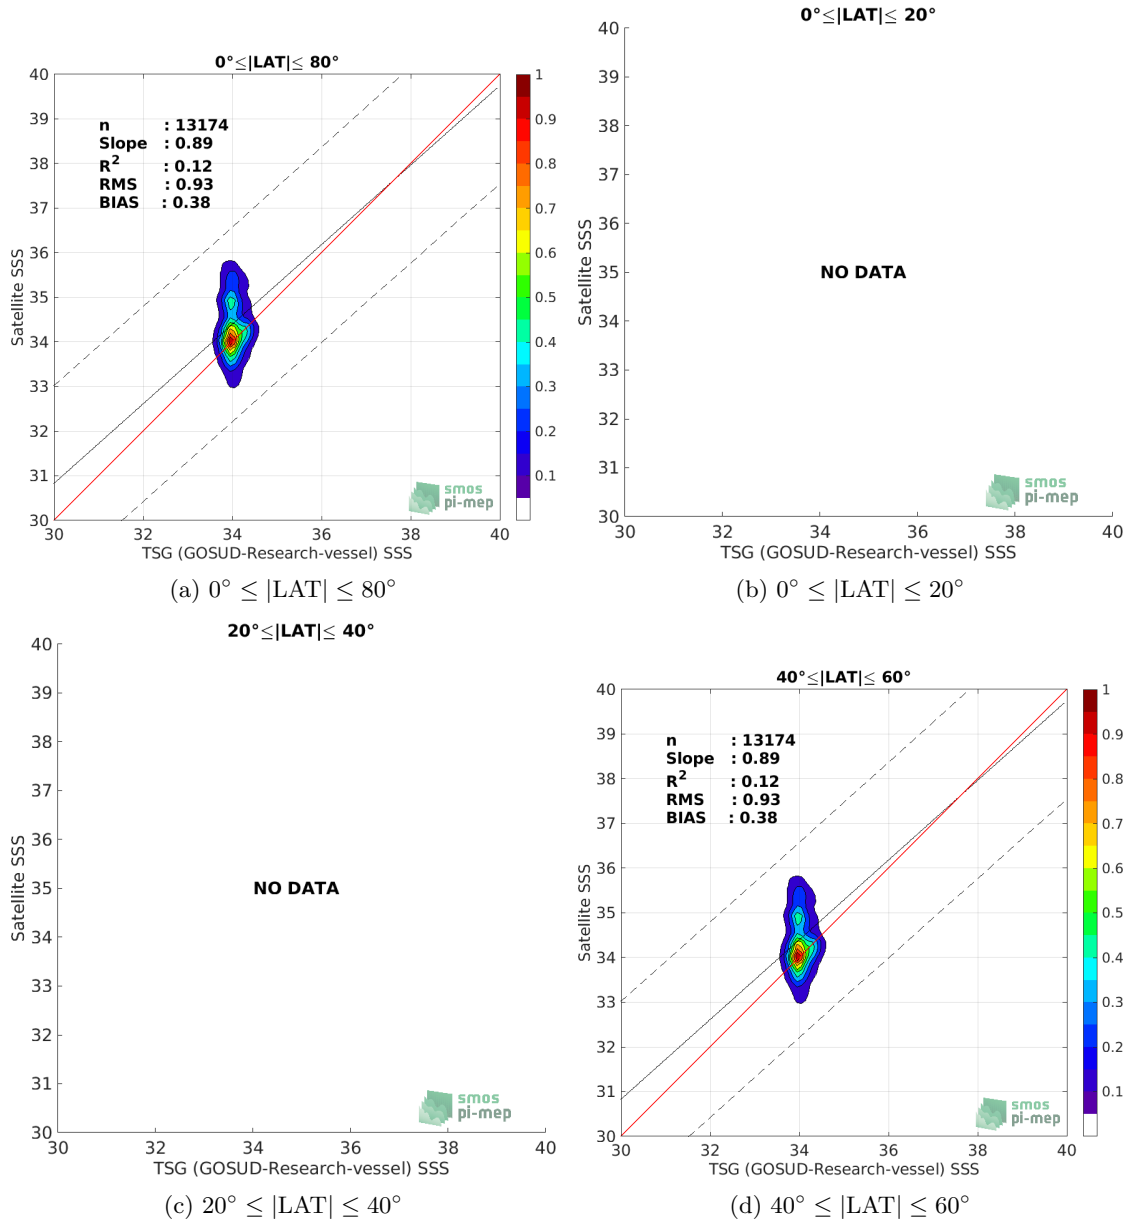 0°≤|LAT|≤ 80°
40
39
38
37
36
35
34
33
32
31
30
Satellite SSS
n : 13174
Slope : 0.89
R² : 0.12
RMS : 0.93
BIAS : 0.38
smos
pi-mep
30 32 34 36 38 40
TSG (GOSUD-Research-vessel) SSS
1
0.9
0.8
0.7
0.6
0.5
0.4
0.3
0.2
0.1
(a) 0° ≤ |LAT| ≤ 80°
0°≤|LAT|≤ 20°
40
39
38
37
36
35
34
33
32
31
30
Satellite SSS
NO DATA
smos
pi-mep
30 32 34 36 38 40
TSG (GOSUD-Research-vessel) SSS
(b) 0° ≤ |LAT| ≤ 20°
20°≤|LAT|≤ 40°
40
39
38
37
36
35
34
33
32
31
30
Satellite SSS
NO DATA
smos
pi-mep
30 32 34 36 38 40
TSG (GOSUD-Research-vessel) SSS
(c) 20° ≤ |LAT| ≤ 40°
40°≤|LAT|≤ 60°
40
39
38
37
36
35
34
33
32
31
30
Satellite SSS
n : 13174
Slope : 0.89
R² : 0.12
RMS : 0.93
BIAS : 0.38
smos
pi-mep
30 32 34 36 38 40
TSG (GOSUD-Research-vessel) SSS
1
0.9
0.8
0.7
0.6
0.5
0.4
0.3
0.2
0.1
(d) 40° ≤ |LAT| ≤ 60°